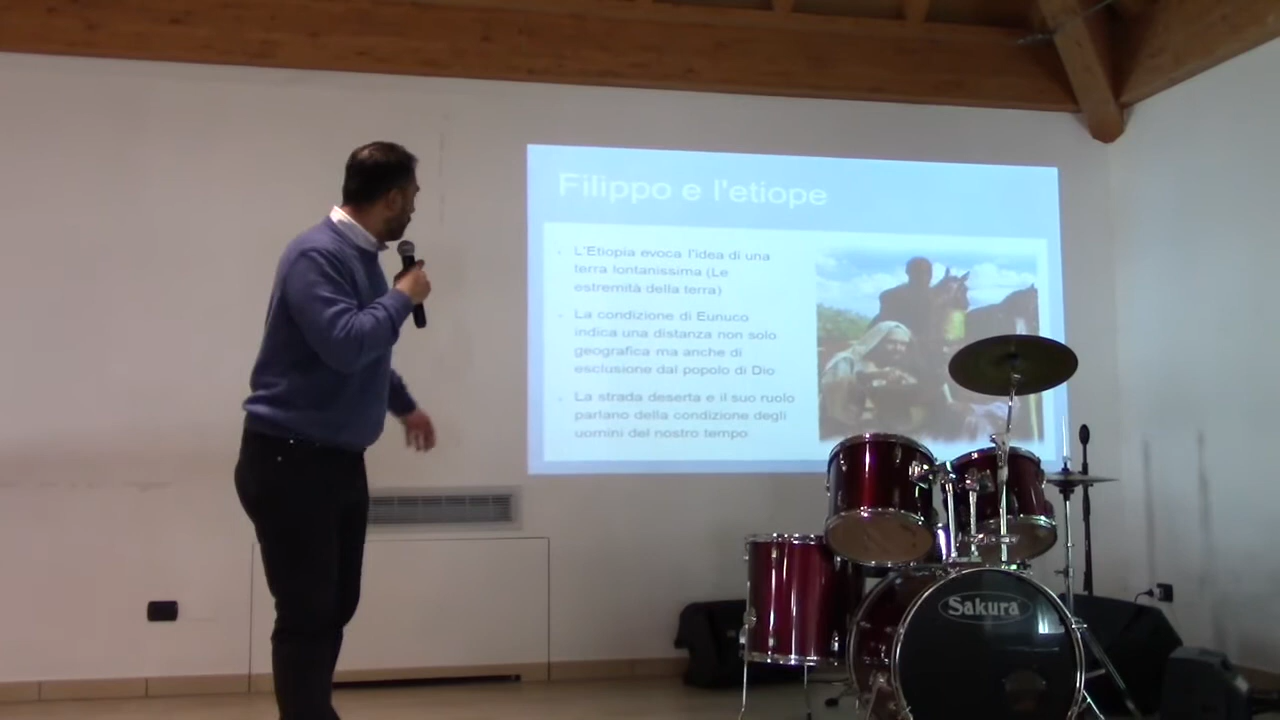 Filippo e l'etiope
L'Etiopia evoca l'idea di una
terra lontanissima (Le
estremità della terra)
La condizione di Eunuco
indica una distanza non solo
geografica ma anche di
esclusione dal popolo di Dio
La strada deserta e il suo ruolo
parlano della condizione degli
uomini del nostro tempo
Sakura